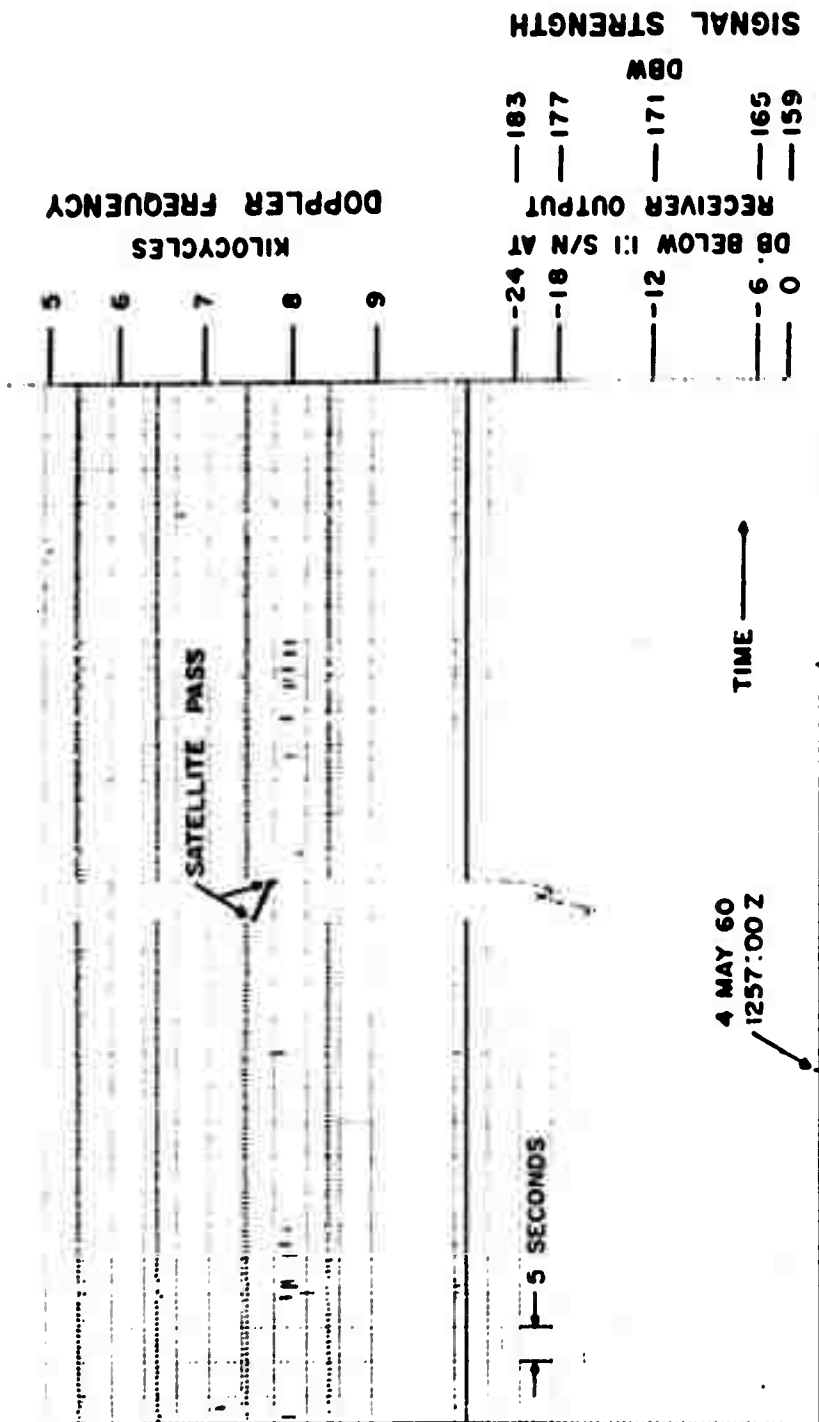 SATELLITE PASS
5 SECONDS
4 MAY 60
1257:00 Z
TIME
5
6
7
8
9
KILOCYCLES
DOPPLER FREQUENCY
-24
-18
-12
-6
0
DB BELOW 1:1 S/N AT
RECEIVER OUTPUT
-183
-177
-171
-165
-159
DBW
SIGNAL STRENGTH